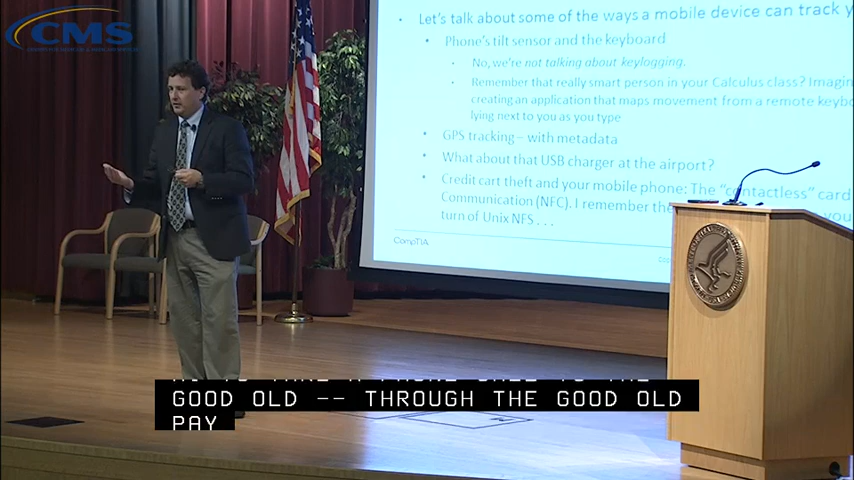 CMS
• Let's talk about some of the ways a mobile device can track y
• Phone's tilt sensor and the keyboard
• No, we're not talking about keylogging.
• Remember that really smart person in your Calculus class? Imagin
creating an application that maps movement from a remote keybo
lying next to you as you type
• GPS tracking – with metadata
• What about that USB charger at the airport?
• Credit cart theft and your mobile phone: The "contactless" card
Communication (NFC). I remember the you
turn of Unix NFS . . .
CompTIA
GOOD OLD -- THROUGH THE GOOD OLD
PAY